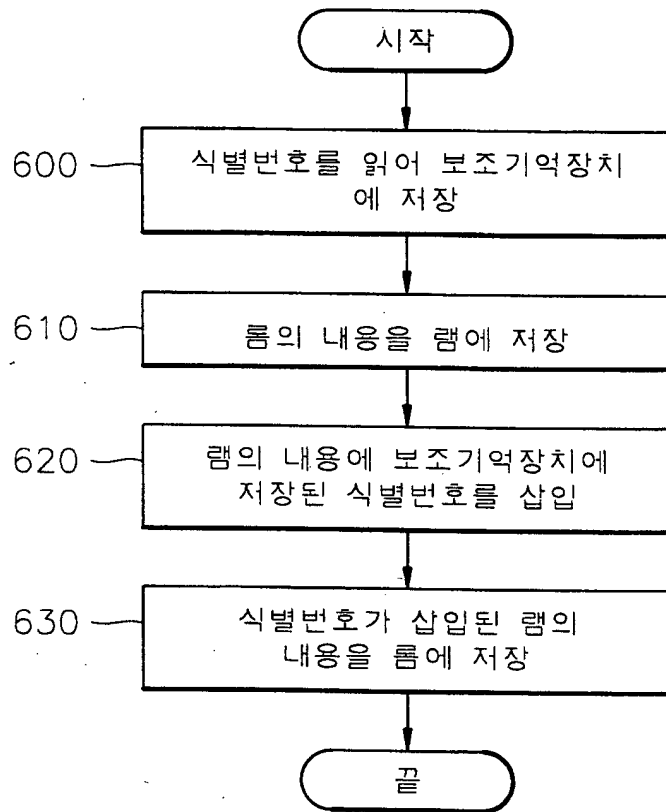 시작
600
식별번호를 읽어 보조기억장치
에 저장
610
롬의 내용을 램에 저장
620
램의 내용에 보조기억장치에
저장된 식별번호를 삽입
630
식별번호가 삽입된 램의
내용을 롬에 저장
끝